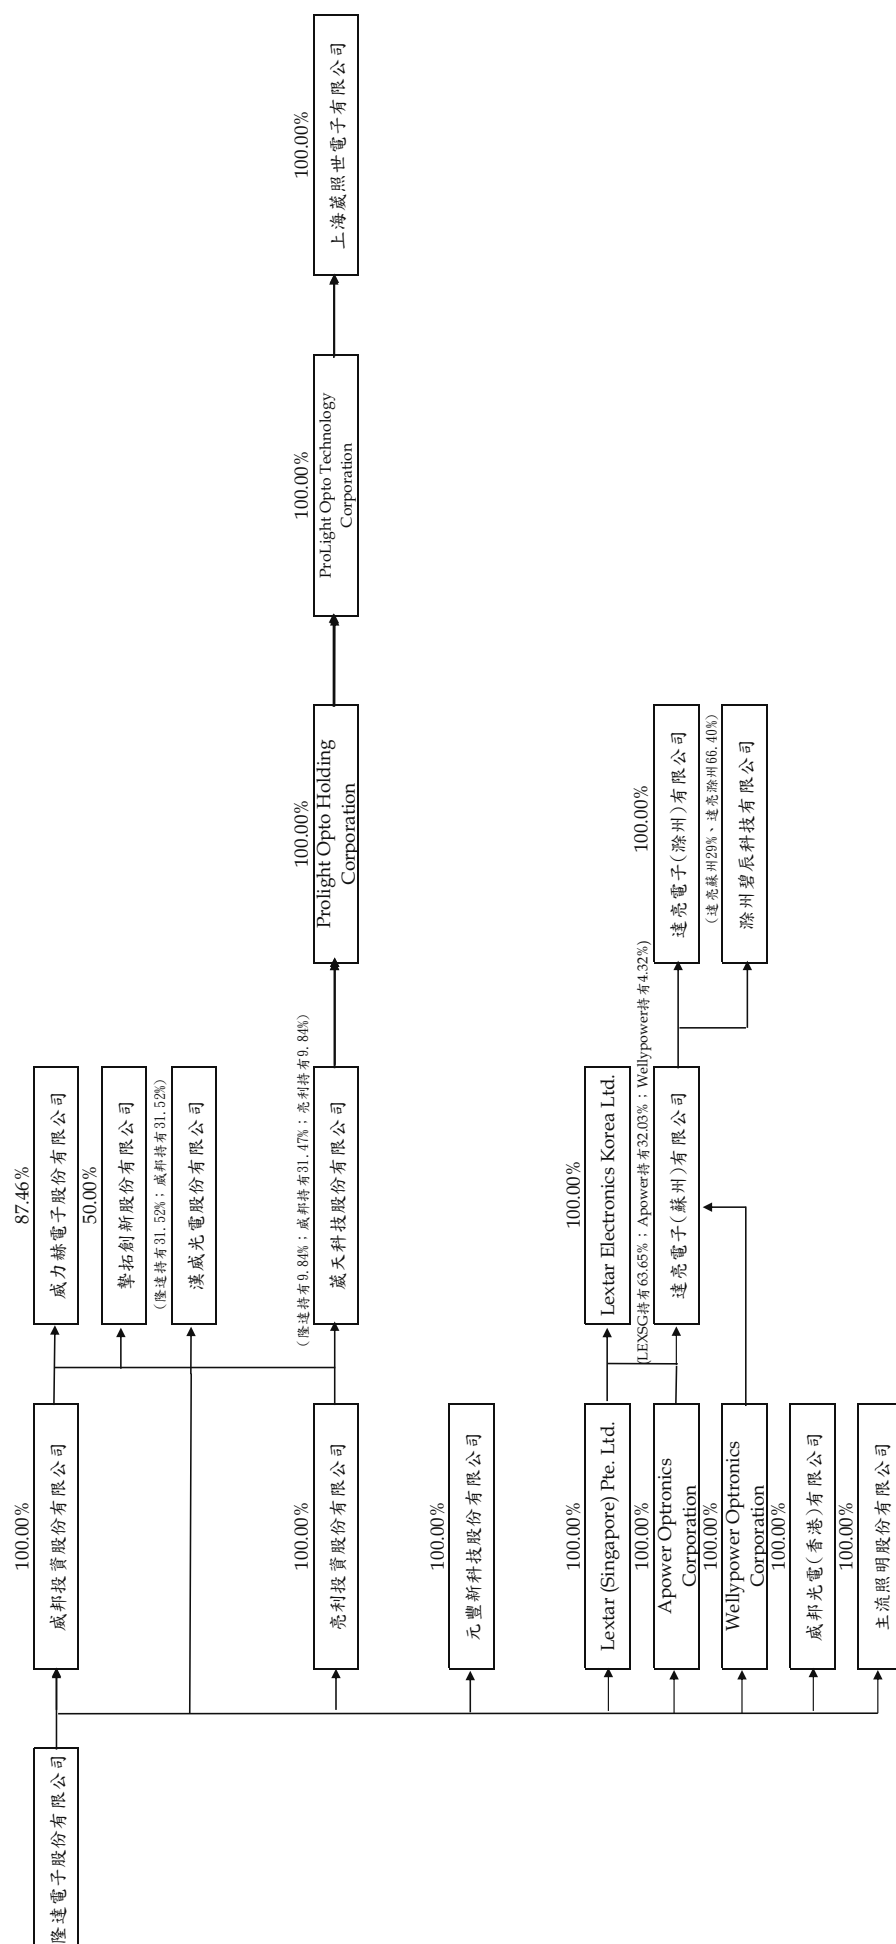 隆達電子股份有限公司
100.00%
威邦投資股份有限公司
100.00%
亮利投資股份有限公司
100.00%
元豐新科技股份有限公司
100.00%
Lextar (Singapore) Pte. Ltd.
100.00%
Apower Optronics
Corporation
100.00%
Wellypower Optronics
Corporation
100.00%
威邦光電(香港)有限公司
100.00%
主流照明股份有限公司
87.46%
威力赫電子股份有限公司
50.00%
摯拓創新股份有限公司
(隆達持有31.52%；威邦持有31.52%)
漢威光電股份有限公司
(隆達持有9.84%；威邦持有31.47%；亮利持有9.84%)
葳天科技股份有限公司
100.00%
Lextar Electronics Korea Ltd.
(LEXSG持有63.65%；Apower持有32.03%；Wellypower持有4.32%)
達亮電子(蘇州)有限公司
100.00%
Prolight Opto Holding
Corporation
100.00%
達亮電子(滁州)有限公司
(達亮蘇州29%、達亮滁州66.40%)
滁州碧辰科技有限公司
100.00%
ProLight Opto Technology
Corporation
100.00%
上海葳照世電子有限公司